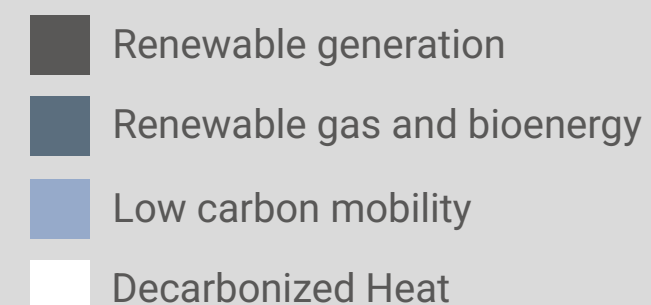 Renewable generation
Renewable gas and bioenergy
Low carbon mobility
Decarbonized Heat